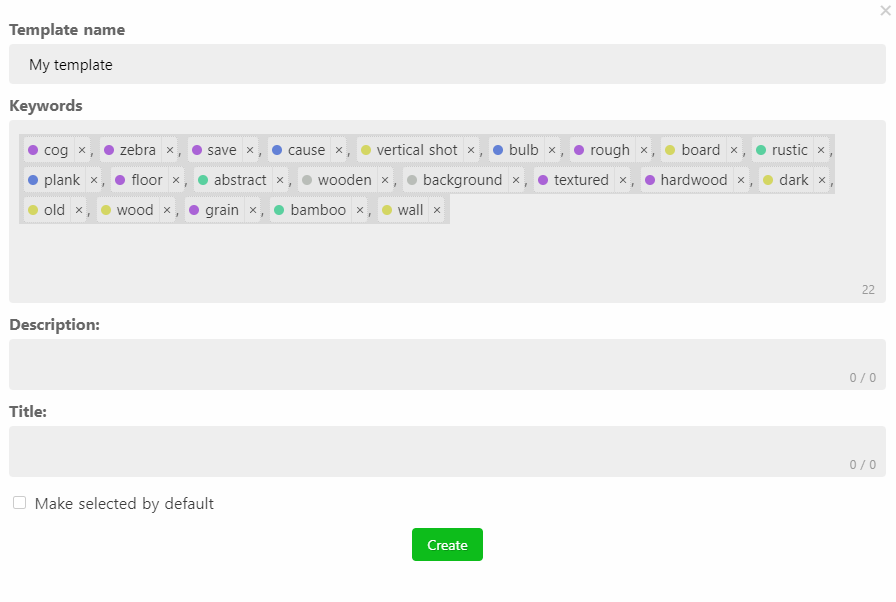 ×
Template name
My template
Keywords
cog ×, zebra ×, save ×, cause ×, vertical shot ×, bulb ×, rough ×, board ×, rustic ×,
plank ×, floor ×, abstract ×, wooden ×, background ×, textured ×, hardwood ×, dark ×,
old ×, wood ×, grain ×, bamboo ×, wall ×
22
Description:
0 / 0
Title:
0 / 0
Make selected by default
Create